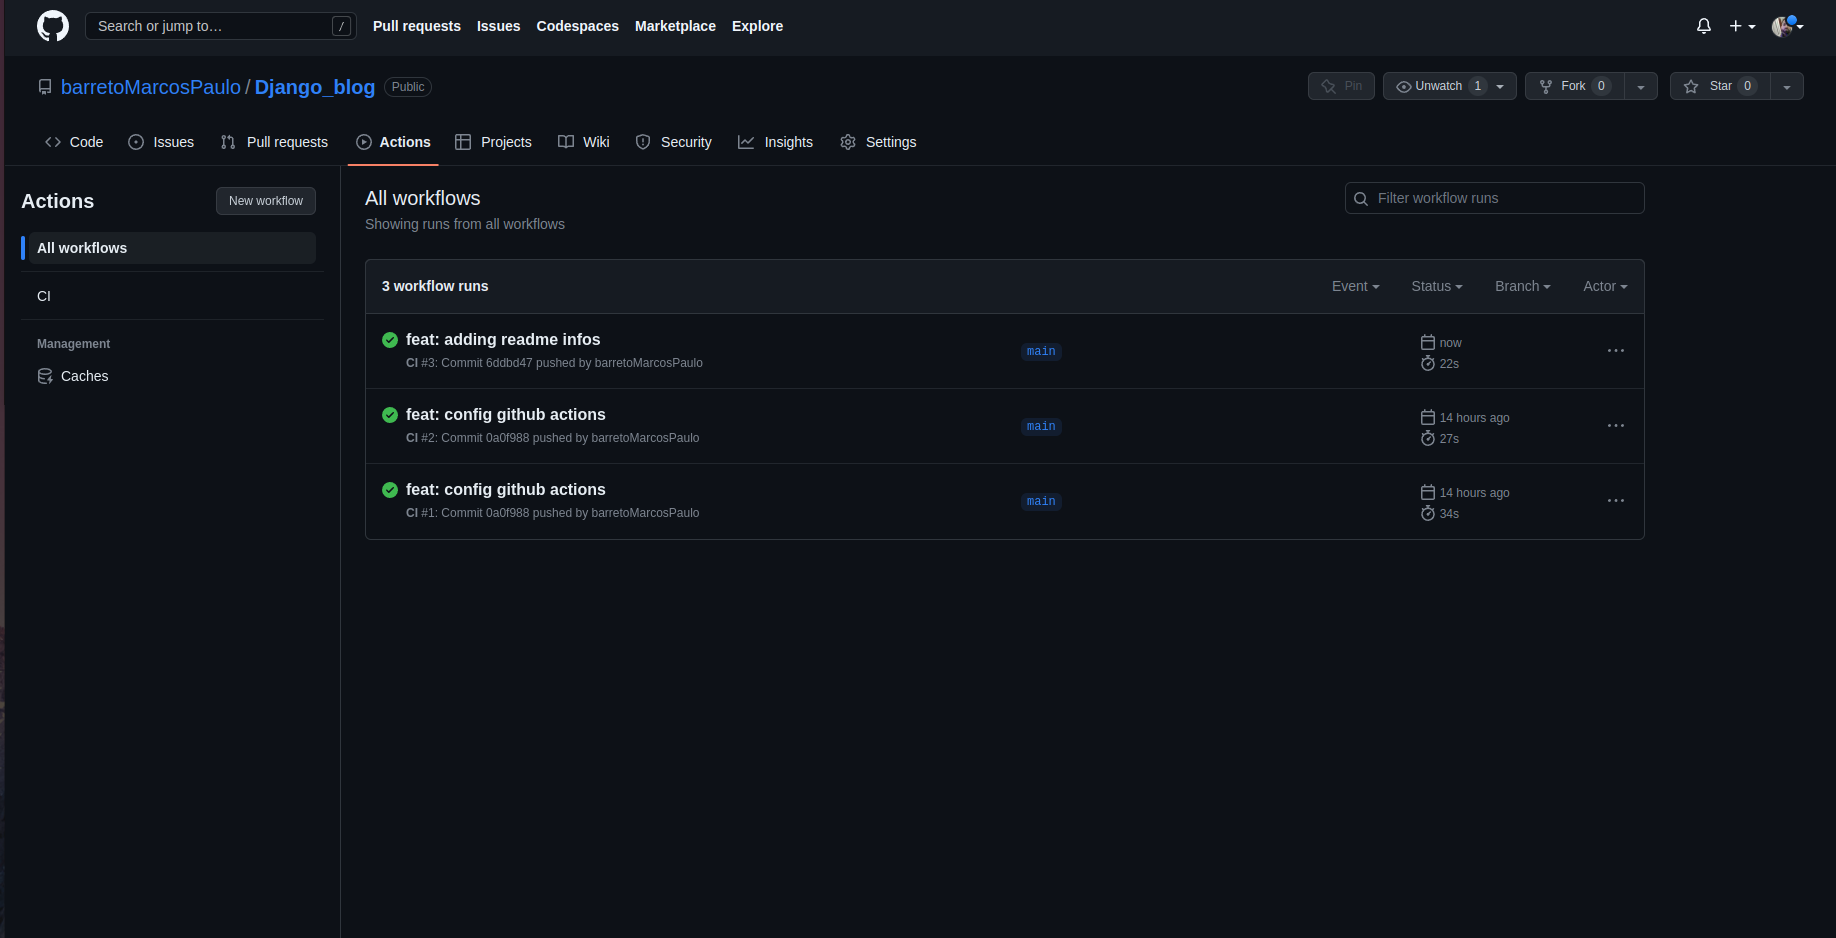 Search or jump to… /
Pull requests Issues Codespaces Marketplace Explore
barretoMarcosPaulo / Django_blog Public
Pin Unwatch 1 Fork 0 Star 0
Code Issues Pull requests Actions Projects Wiki Security Insights Settings
Actions
New workflow
All workflows
CI
Management
Caches
All workflows
Showing runs from all workflows
Filter workflow runs
3 workflow runs
Event Status Branch Actor
feat: adding readme infos
CI #3: Commit 6ddbd47 pushed by barretoMarcosPaulo
main
now
22s
feat: config github actions
CI #2: Commit 0a0f988 pushed by barretoMarcosPaulo
main
14 hours ago
27s
feat: config github actions
CI #1: Commit 0a0f988 pushed by barretoMarcosPaulo
main
14 hours ago
34s